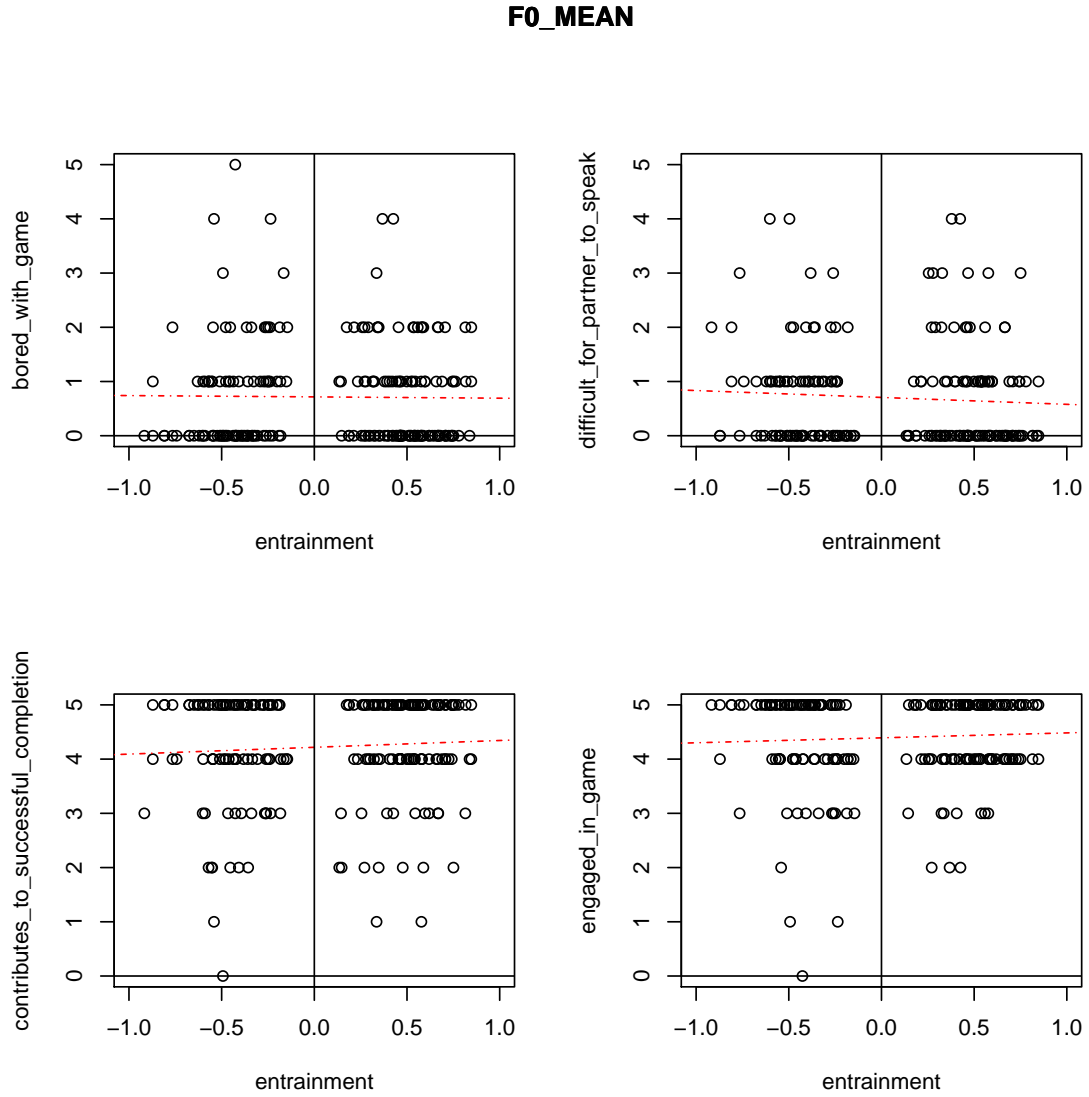 F0_MEAN
bored_with_game
0 1 2 3 4 5
−1.0 −0.5 0.0 0.5 1.0
entrainment
difficult_for_partner_to_speak
0 1 2 3 4 5
−1.0 −0.5 0.0 0.5 1.0
entrainment
contributes_to_successful_completion
0 1 2 3 4 5
−1.0 −0.5 0.0 0.5 1.0
entrainment
engaged_in_game
0 1 2 3 4 5
−1.0 −0.5 0.0 0.5 1.0
entrainment